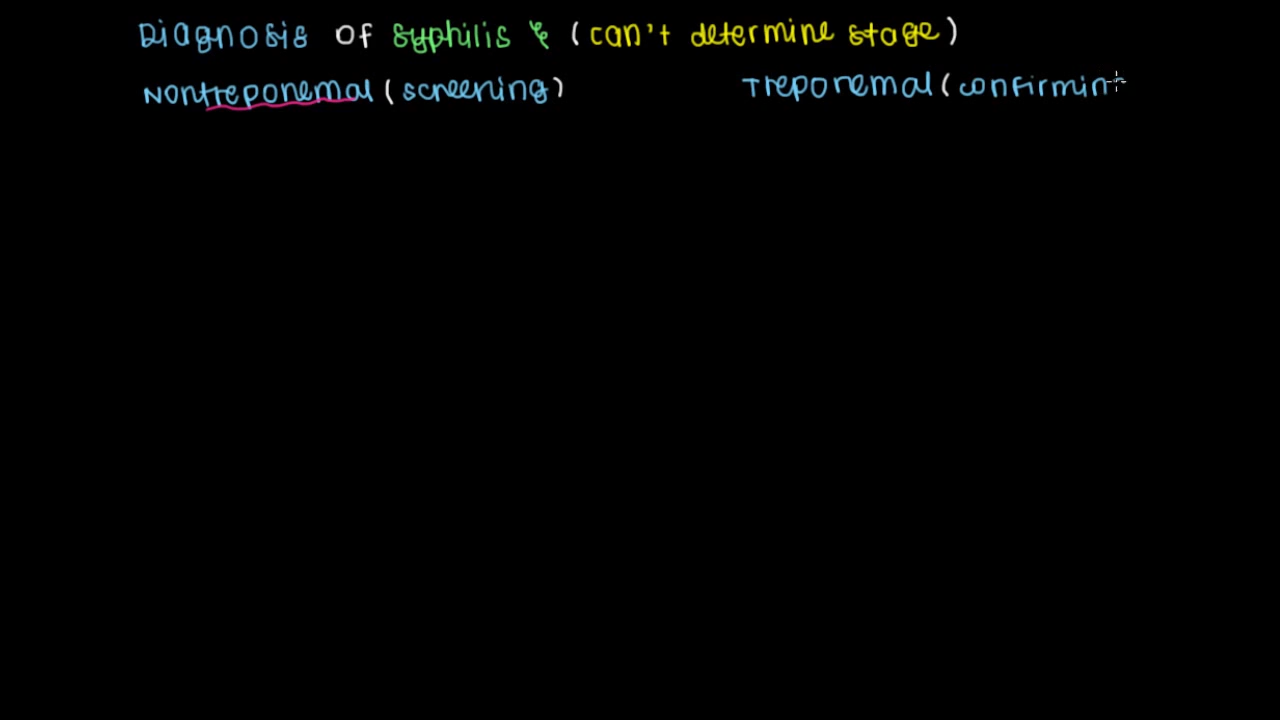 Diagnosis of syphilis (can't determine stage)
Nontreponemal (screening) Treponemal (confirmin